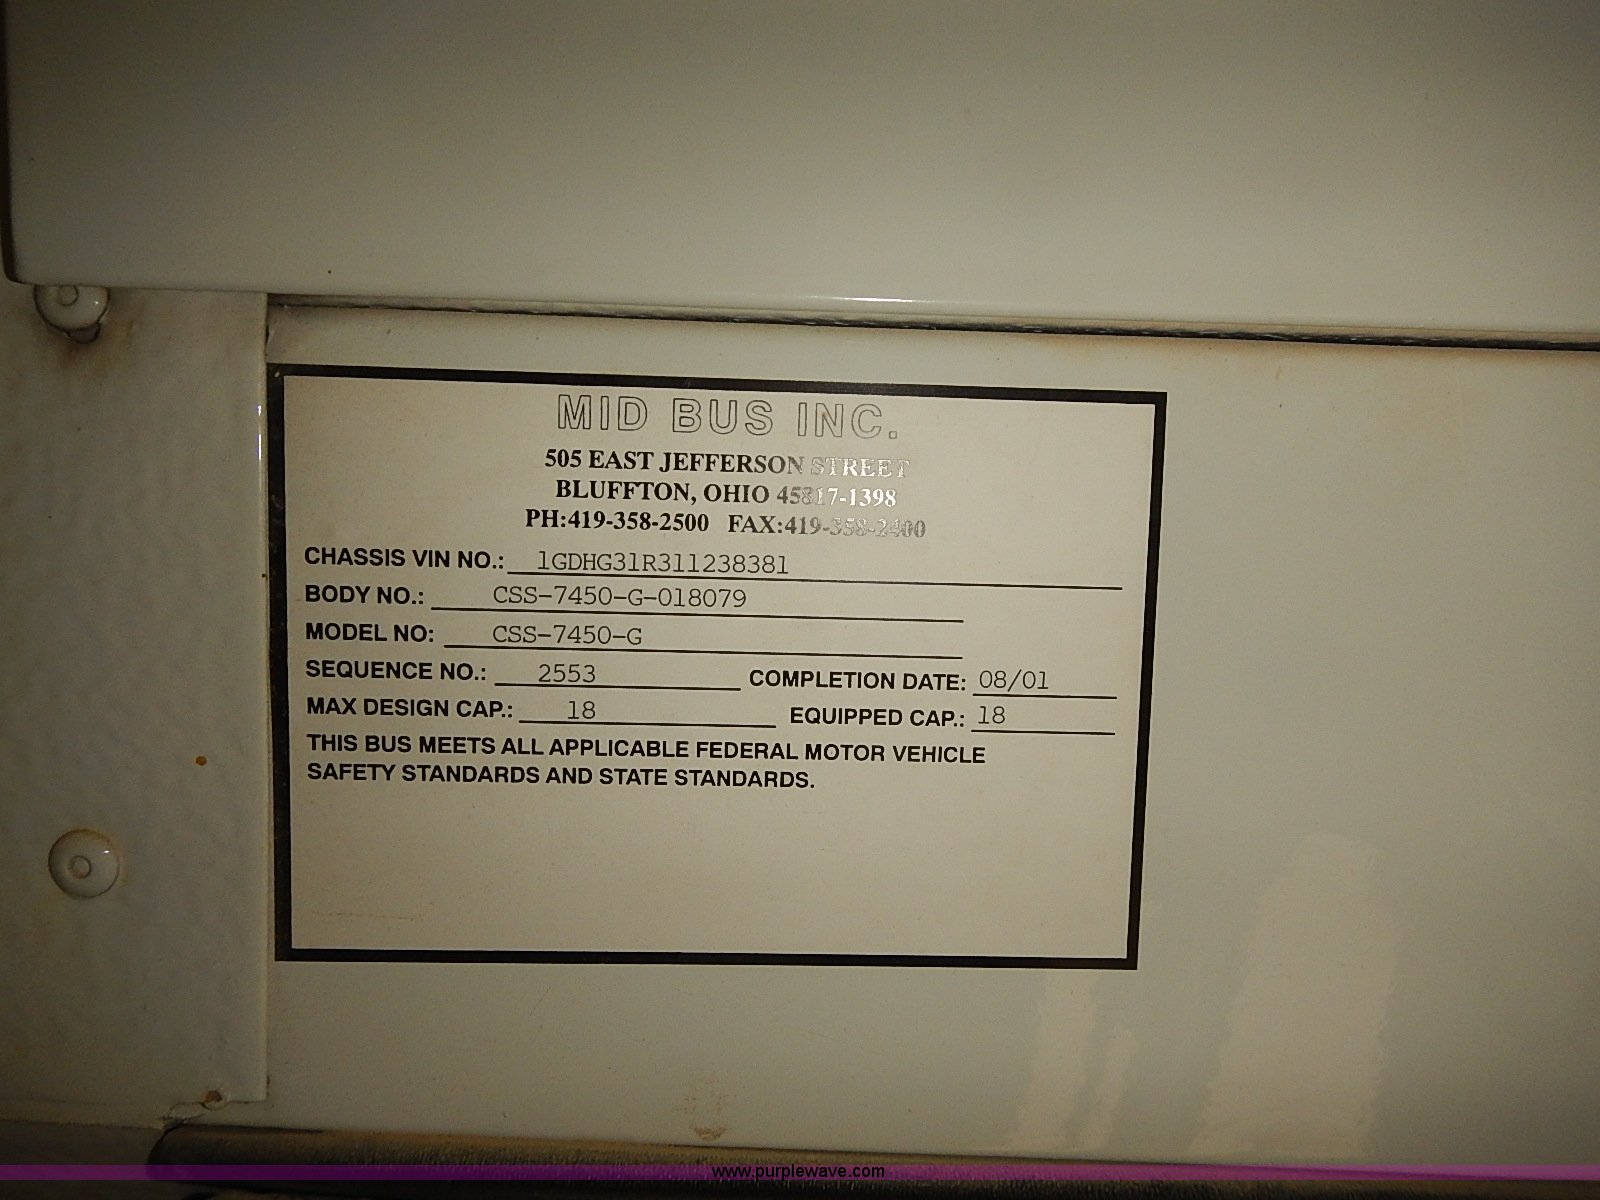 MID BUS INC.
505 EAST JEFFERSON STREET
BLUFFTON, OHIO 45817-1398
PH:419-358-2500 FAX:419-358-2400
CHASSIS VIN NO.: 1GDHG31R311238381
BODY NO.: CSS-7450-G-018079
MODEL NO: CSS-7450-G
SEQUENCE NO.: 2553 COMPLETION DATE: 08/01
MAX DESIGN CAP.: 18 EQUIPPED CAP.: 18
THIS BUS MEETS ALL APPLICABLE FEDERAL MOTOR VEHICLE
SAFETY STANDARDS AND STATE STANDARDS.
www.purplewave.com